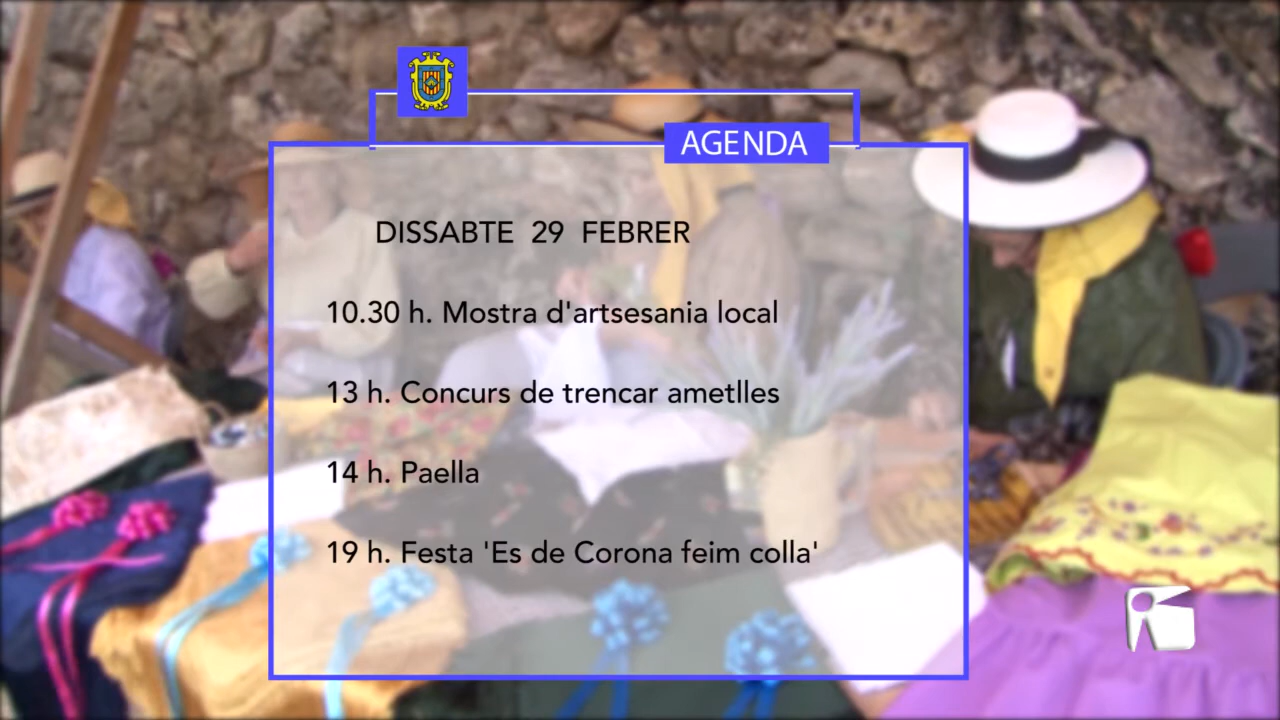 AGENDA
DISSABTE 29 FEBRER
10.30 h. Mostra d'artsesania local
13 h. Concurs de trencar ametlles
14 h. Paella
19 h. Festa 'Es de Corona feim colla'